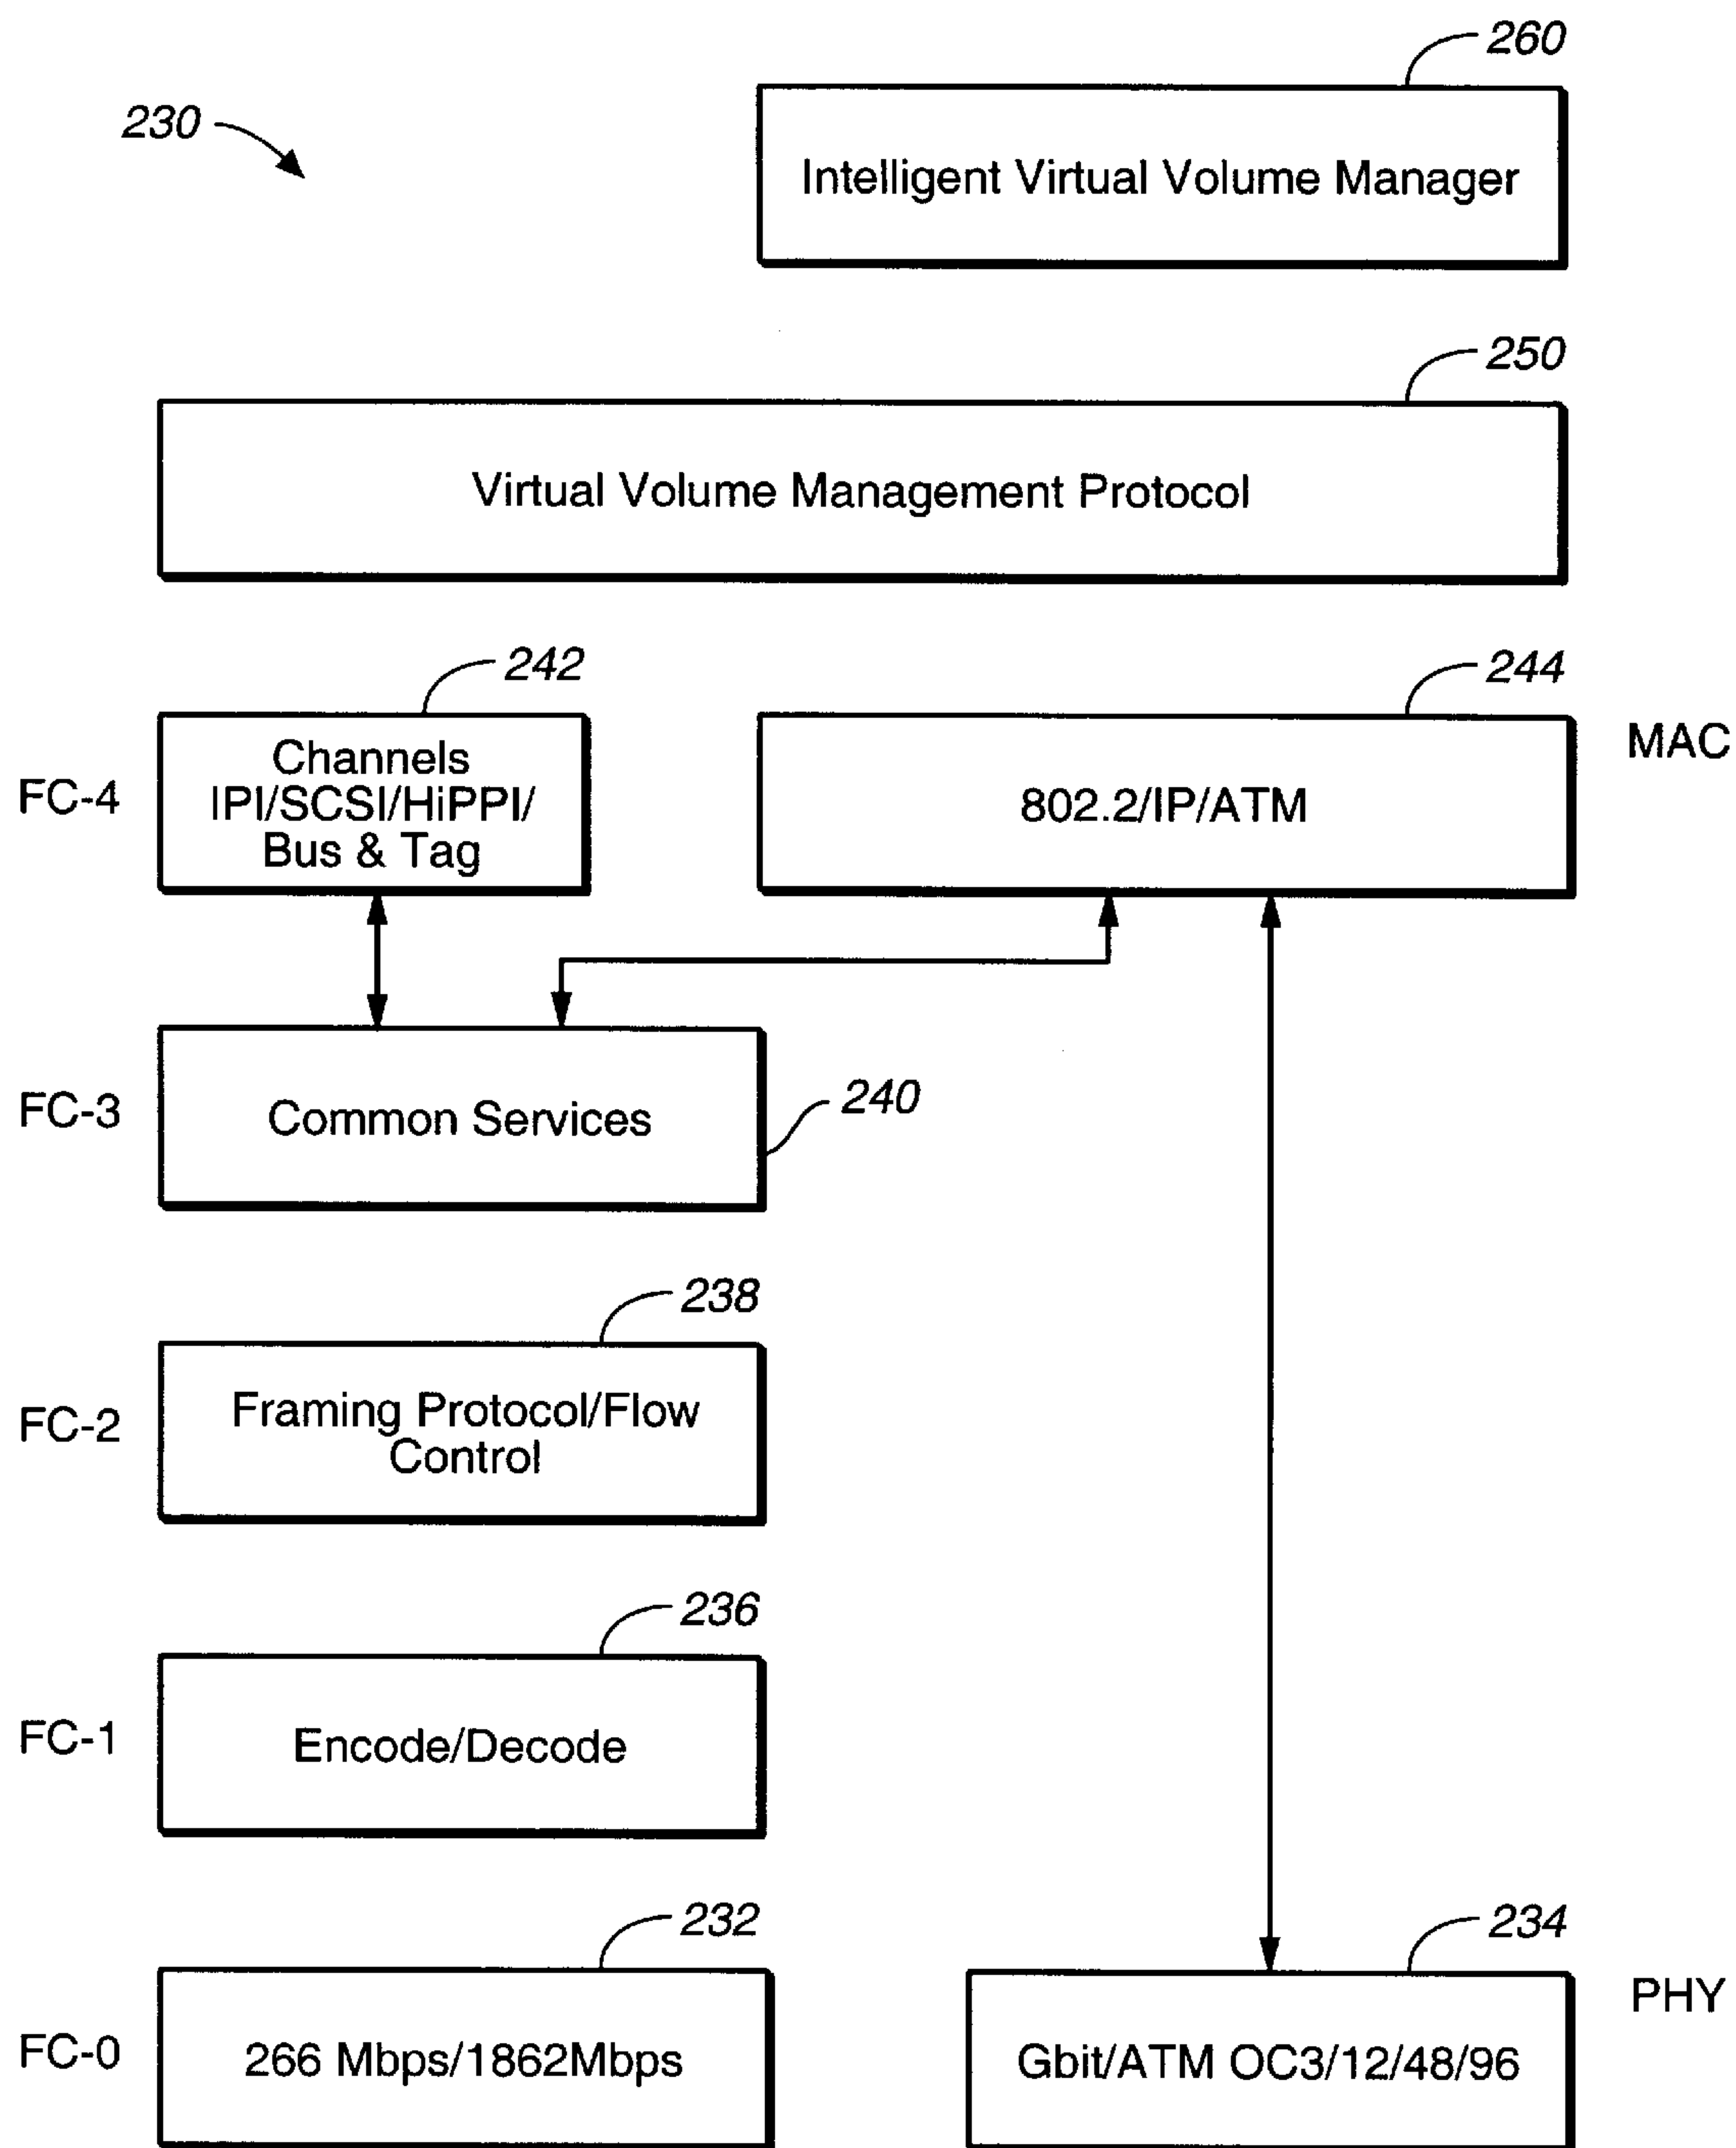 260
230
Intelligent Virtual Volume Manager
250
Virtual Volume Management Protocol
242
244
MAC
FC-4
Channels
IPI/SCSI/HiPPI/
Bus & Tag
802.2/IP/ATM
FC-3
Common Services
240
238
FC-2
Framing Protocol/Flow
Control
236
FC-1
Encode/Decode
232
234
PHY
FC-0
266 Mbps/1862Mbps
Gbit/ATM OC3/12/48/96